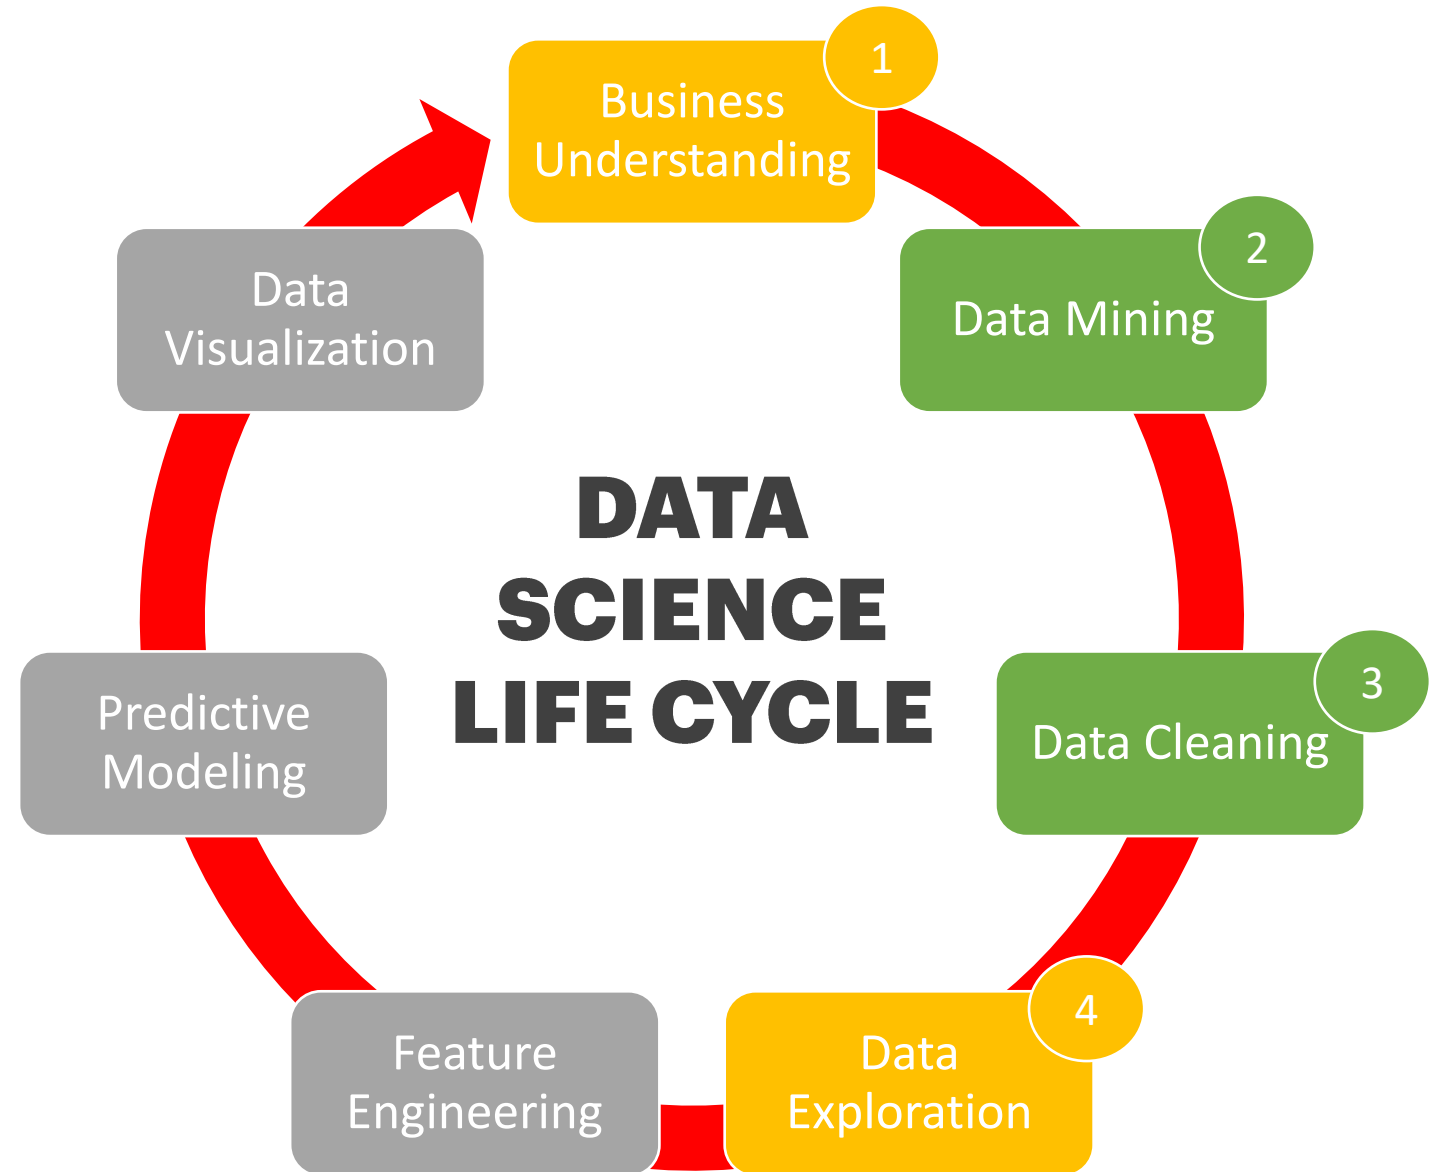 1
Business
Understanding
2
Data Mining
3
Data Cleaning
4
Data
Exploration
Feature
Engineering
Predictive
Modeling
Data
Visualization
DATA
SCIENCE
LIFE CYCLE